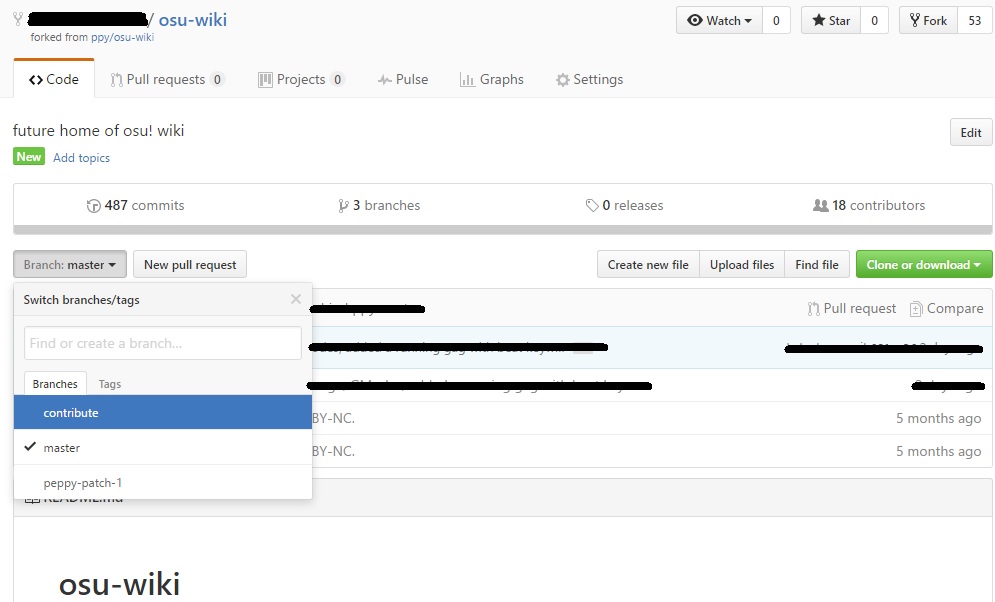 / osu-wiki
forked from ppy/osu-wiki
Watch 0 Star 0 Fork 53
Code Pull requests 0 Projects 0 Pulse Graphs Settings
future home of osu! wiki
Edit
New Add topics
487 commits 3 branches 0 releases 18 contributors
Branch: master New pull request Create new file Upload files Find file Clone or download
Switch branches/tags
Pull request Compare
Find or create a branch...
Branches Tags
contribute
BY-NC. 5 months ago
master
BY-NC. 5 months ago
peppy-patch-1
README.md
osu-wiki